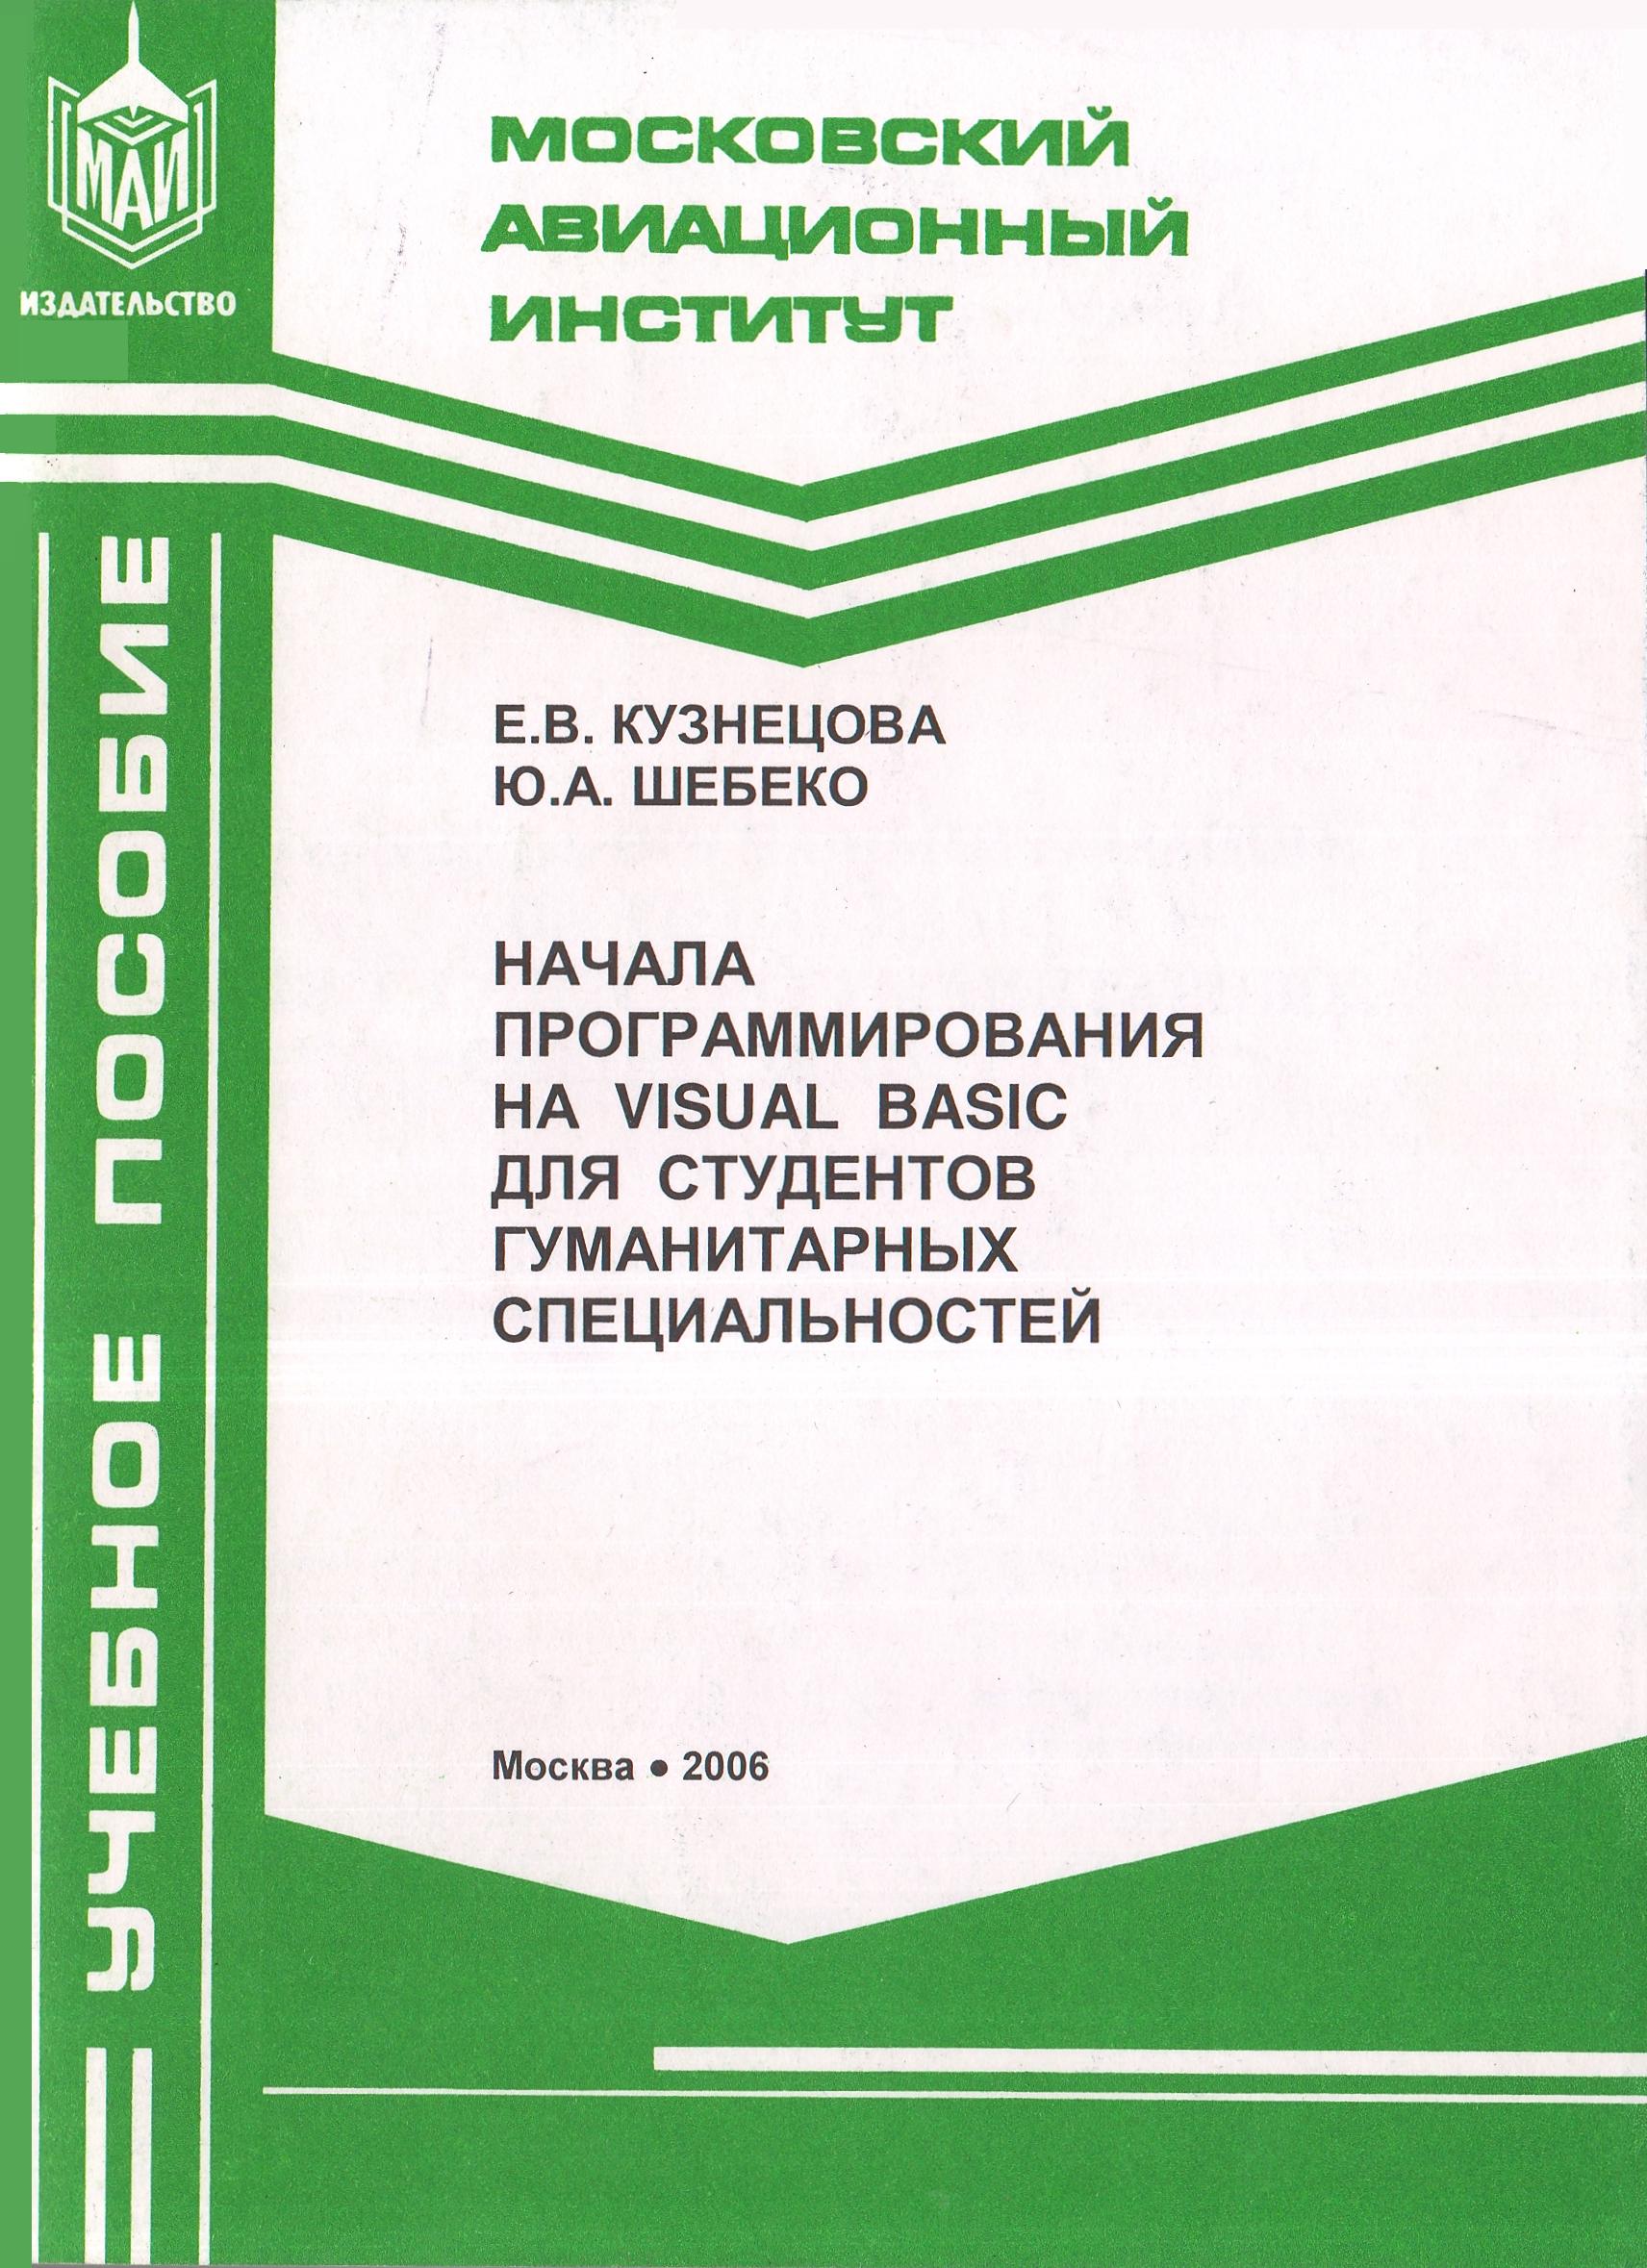 МАИ
ИЗДАТЕЛЬСТВО
МОСКОВСКИЙ
АВИАЦИОННЫЙ
ИНСТИТУТ
УЧЕБНОЕ ПОСОБИЕ
Е.В. КУЗНЕЦОВА
Ю.А. ШЕБЕКО
НАЧАЛА
ПРОГРАММИРОВАНИЯ
НА VISUAL BASIC
ДЛЯ СТУДЕНТОВ
ГУМАНИТАРНЫХ
СПЕЦИАЛЬНОСТЕЙ
Москва • 2006